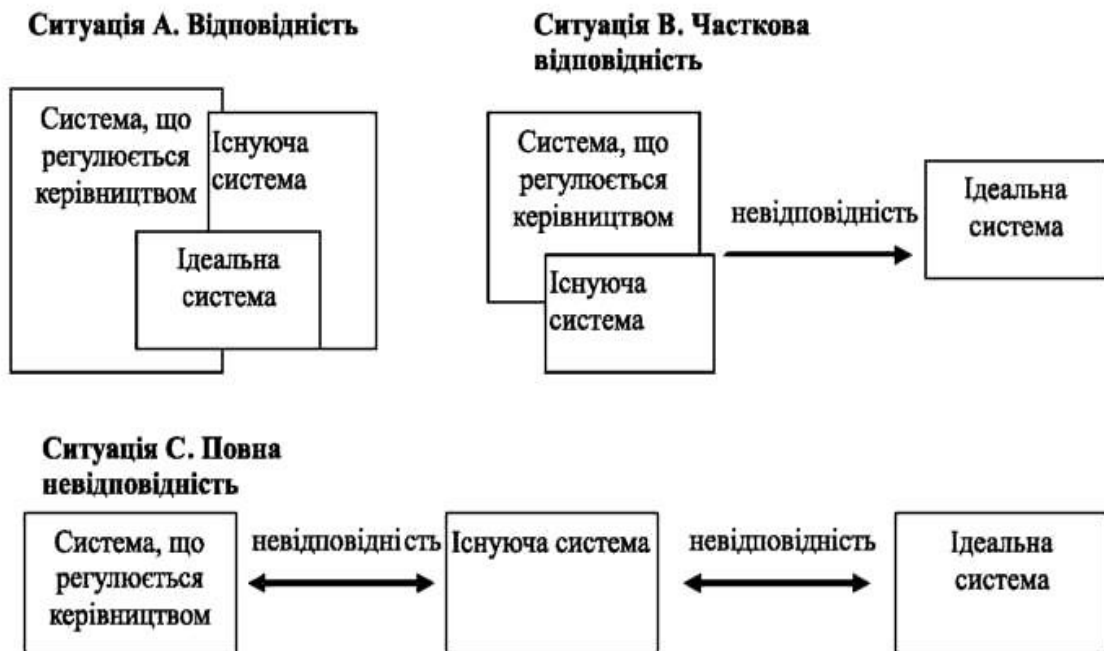 Ситуація А. Відповідність
Система, що
регулюється
керівництвом
Існуюча
система
Ідеальна
система
Ситуація В. Часткова
відповідність
Система, що
регулюється
керівництвом
Існуюча
система
невідповідність
Ідеальна
система
Ситуація С. Повна
невідповідність
Система, що
регулюється
керівництвом
невідповідність
Існуюча система
невідповідність
Ідеальна
система